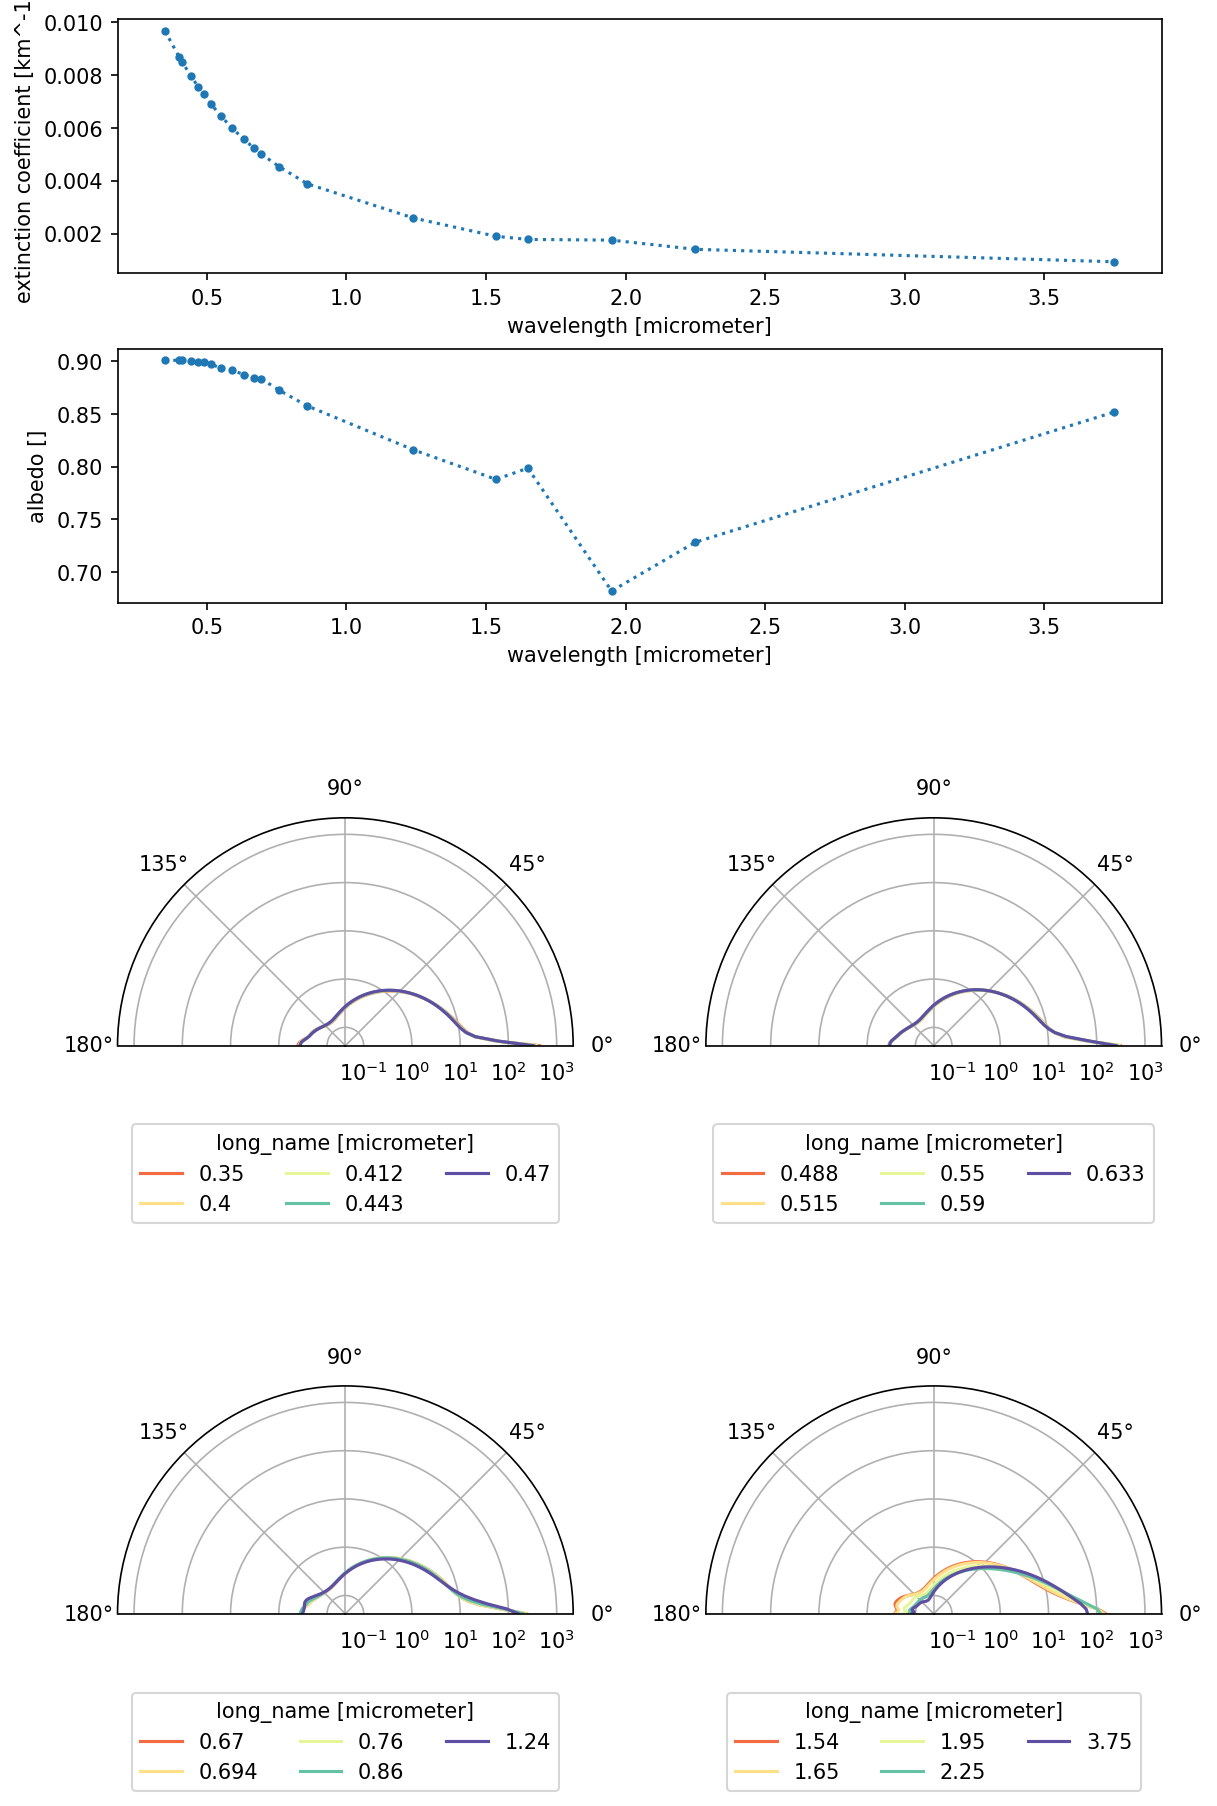 0.010
0.008
0.006
0.004
0.002
extinction coefficient [km^-1
0.5 1.0 1.5 2.0 2.5 3.0 3.5
wavelength [micrometer]
0.90
0.85
0.80
0.75
0.70
albedo []
0.5 1.0 1.5 2.0 2.5 3.0 3.5
wavelength [micrometer]
90°
135° 45°
180° 0°
10⁻¹ 10⁰ 10¹ 10² 10³
long_name [micrometer]
0.35 0.412 0.47
0.4 0.443
90°
135° 45°
180° 0°
10⁻¹ 10⁰ 10¹ 10² 10³
long_name [micrometer]
0.488 0.55 0.633
0.515 0.59
90°
135° 45°
180° 0°
10⁻¹ 10⁰ 10¹ 10² 10³
long_name [micrometer]
0.67 0.76 1.24
0.694 0.86
90°
135° 45°
180° 0°
10⁻¹ 10⁰ 10¹ 10² 10³
long_name [micrometer]
1.54 1.95 3.75
1.65 2.25